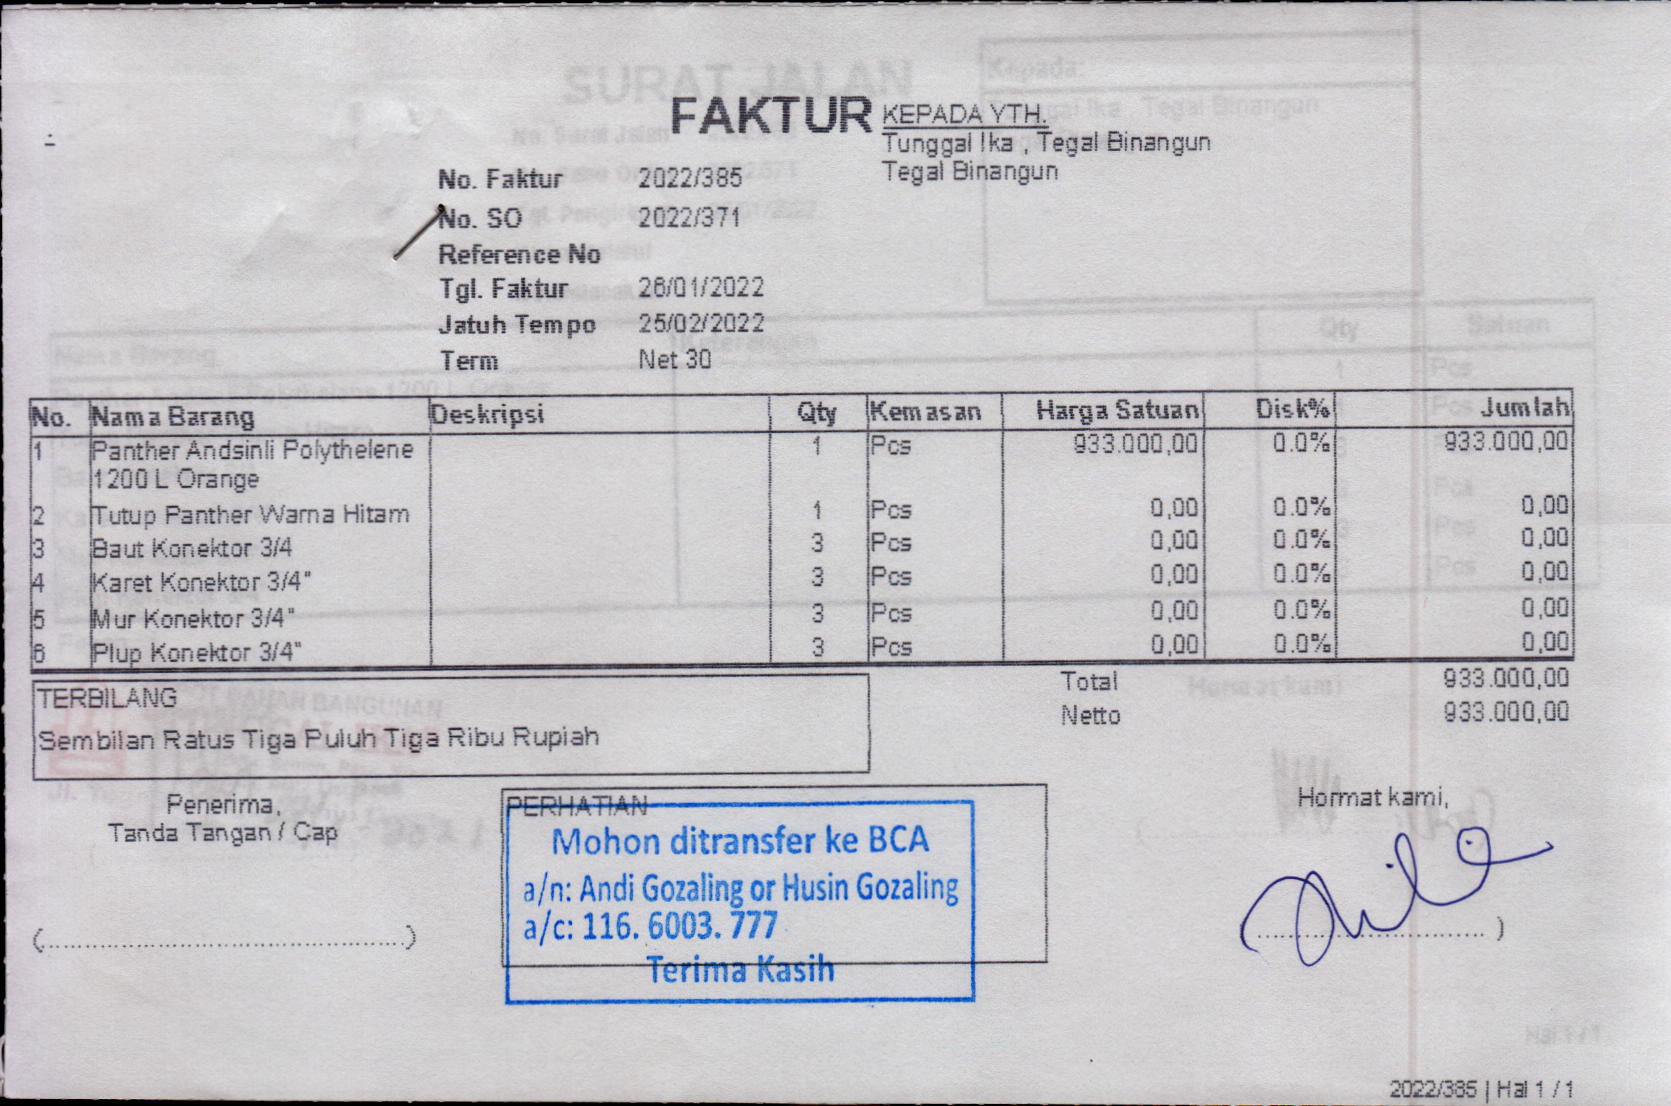 FAKTUR
KEPADA YTH.
Tunggal Ika , Tegal Binangun
Tegal Binangun
No. Faktur 2022/385
No. SO 2022/371
Reference No
Tgl. Faktur 26/01/2022
Jatuh Tempo 25/02/2022
Term Net 30
No. Nama Barang Deskripsi Qty Kemasan Harga Satuan Disk% Jumlah
1 Panther Andsinli Polythelene 1 Pcs 933.000,00 0.0% 933.000,00
1200 L Orange
2 Tutup Panther Warna Hitam 1 Pcs 0,00 0.0% 0,00
3 Baut Konektor 3/4 3 Pcs 0,00 0.0% 0,00
4 Karet Konektor 3/4" 3 Pcs 0,00 0.0% 0,00
5 Mur Konektor 3/4" 3 Pcs 0,00 0.0% 0,00
6 Plup Konektor 3/4" 3 Pcs 0,00 0.0% 0,00
Total 933.000,00
Netto 933.000,00
TERBILANG
Sembilan Ratus Tiga Puluh Tiga Ribu Rupiah
Penerima,
Tanda Tangan / Cap
(................................................)
PERHATIAN
Mohon ditransfer ke BCA
a/n: Andi Gozaling or Husin Gozaling
a/c: 116. 6003. 777
Terima Kasih
Hormat kami,
2022/385 | Hal 1 / 1
SURAT JALAN
Kepada: